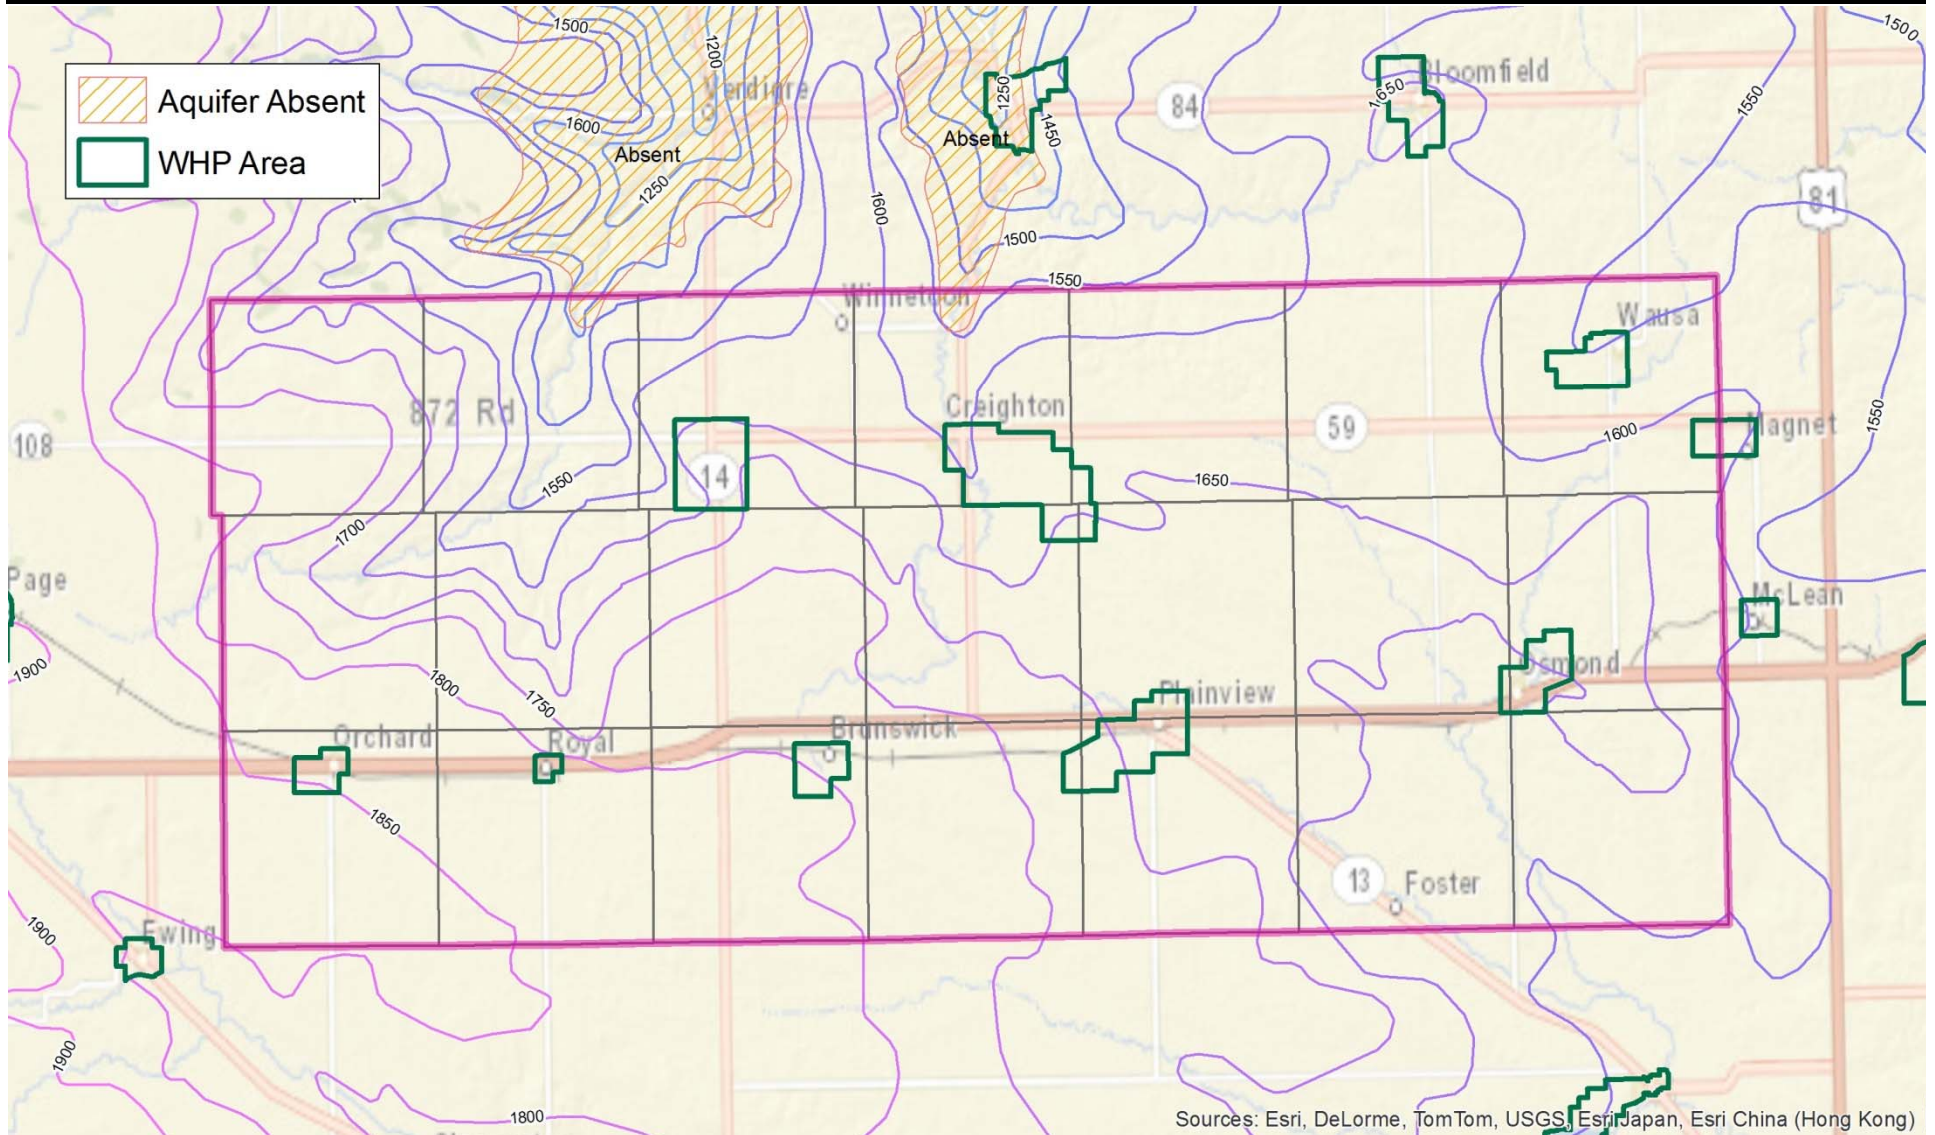 1500
1200
1500
Aquifer Absent
WHP Area
Verdigre
1250
84
Bloomfield
1650
1550
1600
Absent
1250
Absent
1450
81
1600
1500
1550
Winnetoon
Wausa
872 Rd
Creighton
59
1600
Magnet
1550
108
14
1550
1650
1700
Page
McLean
1900
1800
1750
Osmond
Plainview
Orchard
Royal
Brunswick
1850
13
Foster
1900
Ewing
1900
1800
Sources: Esri, DeLorme, TomTom, USGS, Esri Japan, Esri China (Hong Kong)